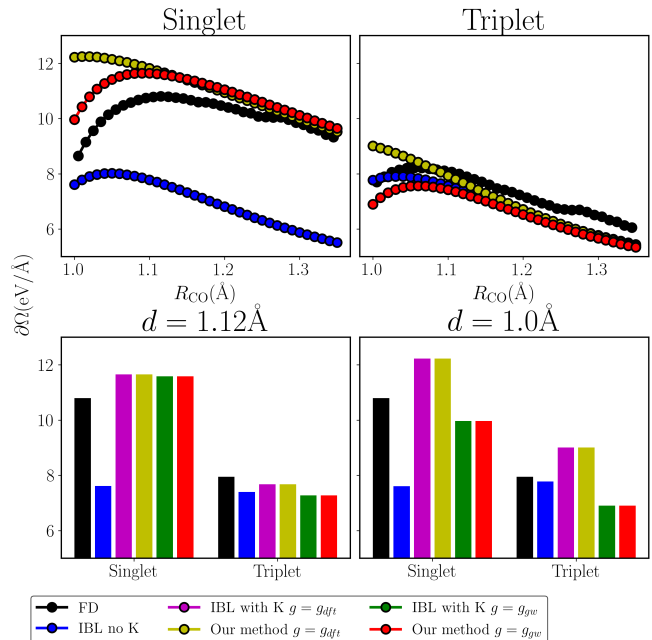 Singlet Triplet
12
10
8
6
1.0 1.1 1.2 1.3 1.0 1.1 1.2 1.3
R_CO(Å) R_CO(Å)
∂Ω(eV/Å)
d = 1.12Å d = 1.0Å
12
10
8
6
Singlet Triplet Singlet Triplet
FD IBL with K g = g_dft IBL with K g = g_gw
IBL no K Our method g = g_dft Our method g = g_gw